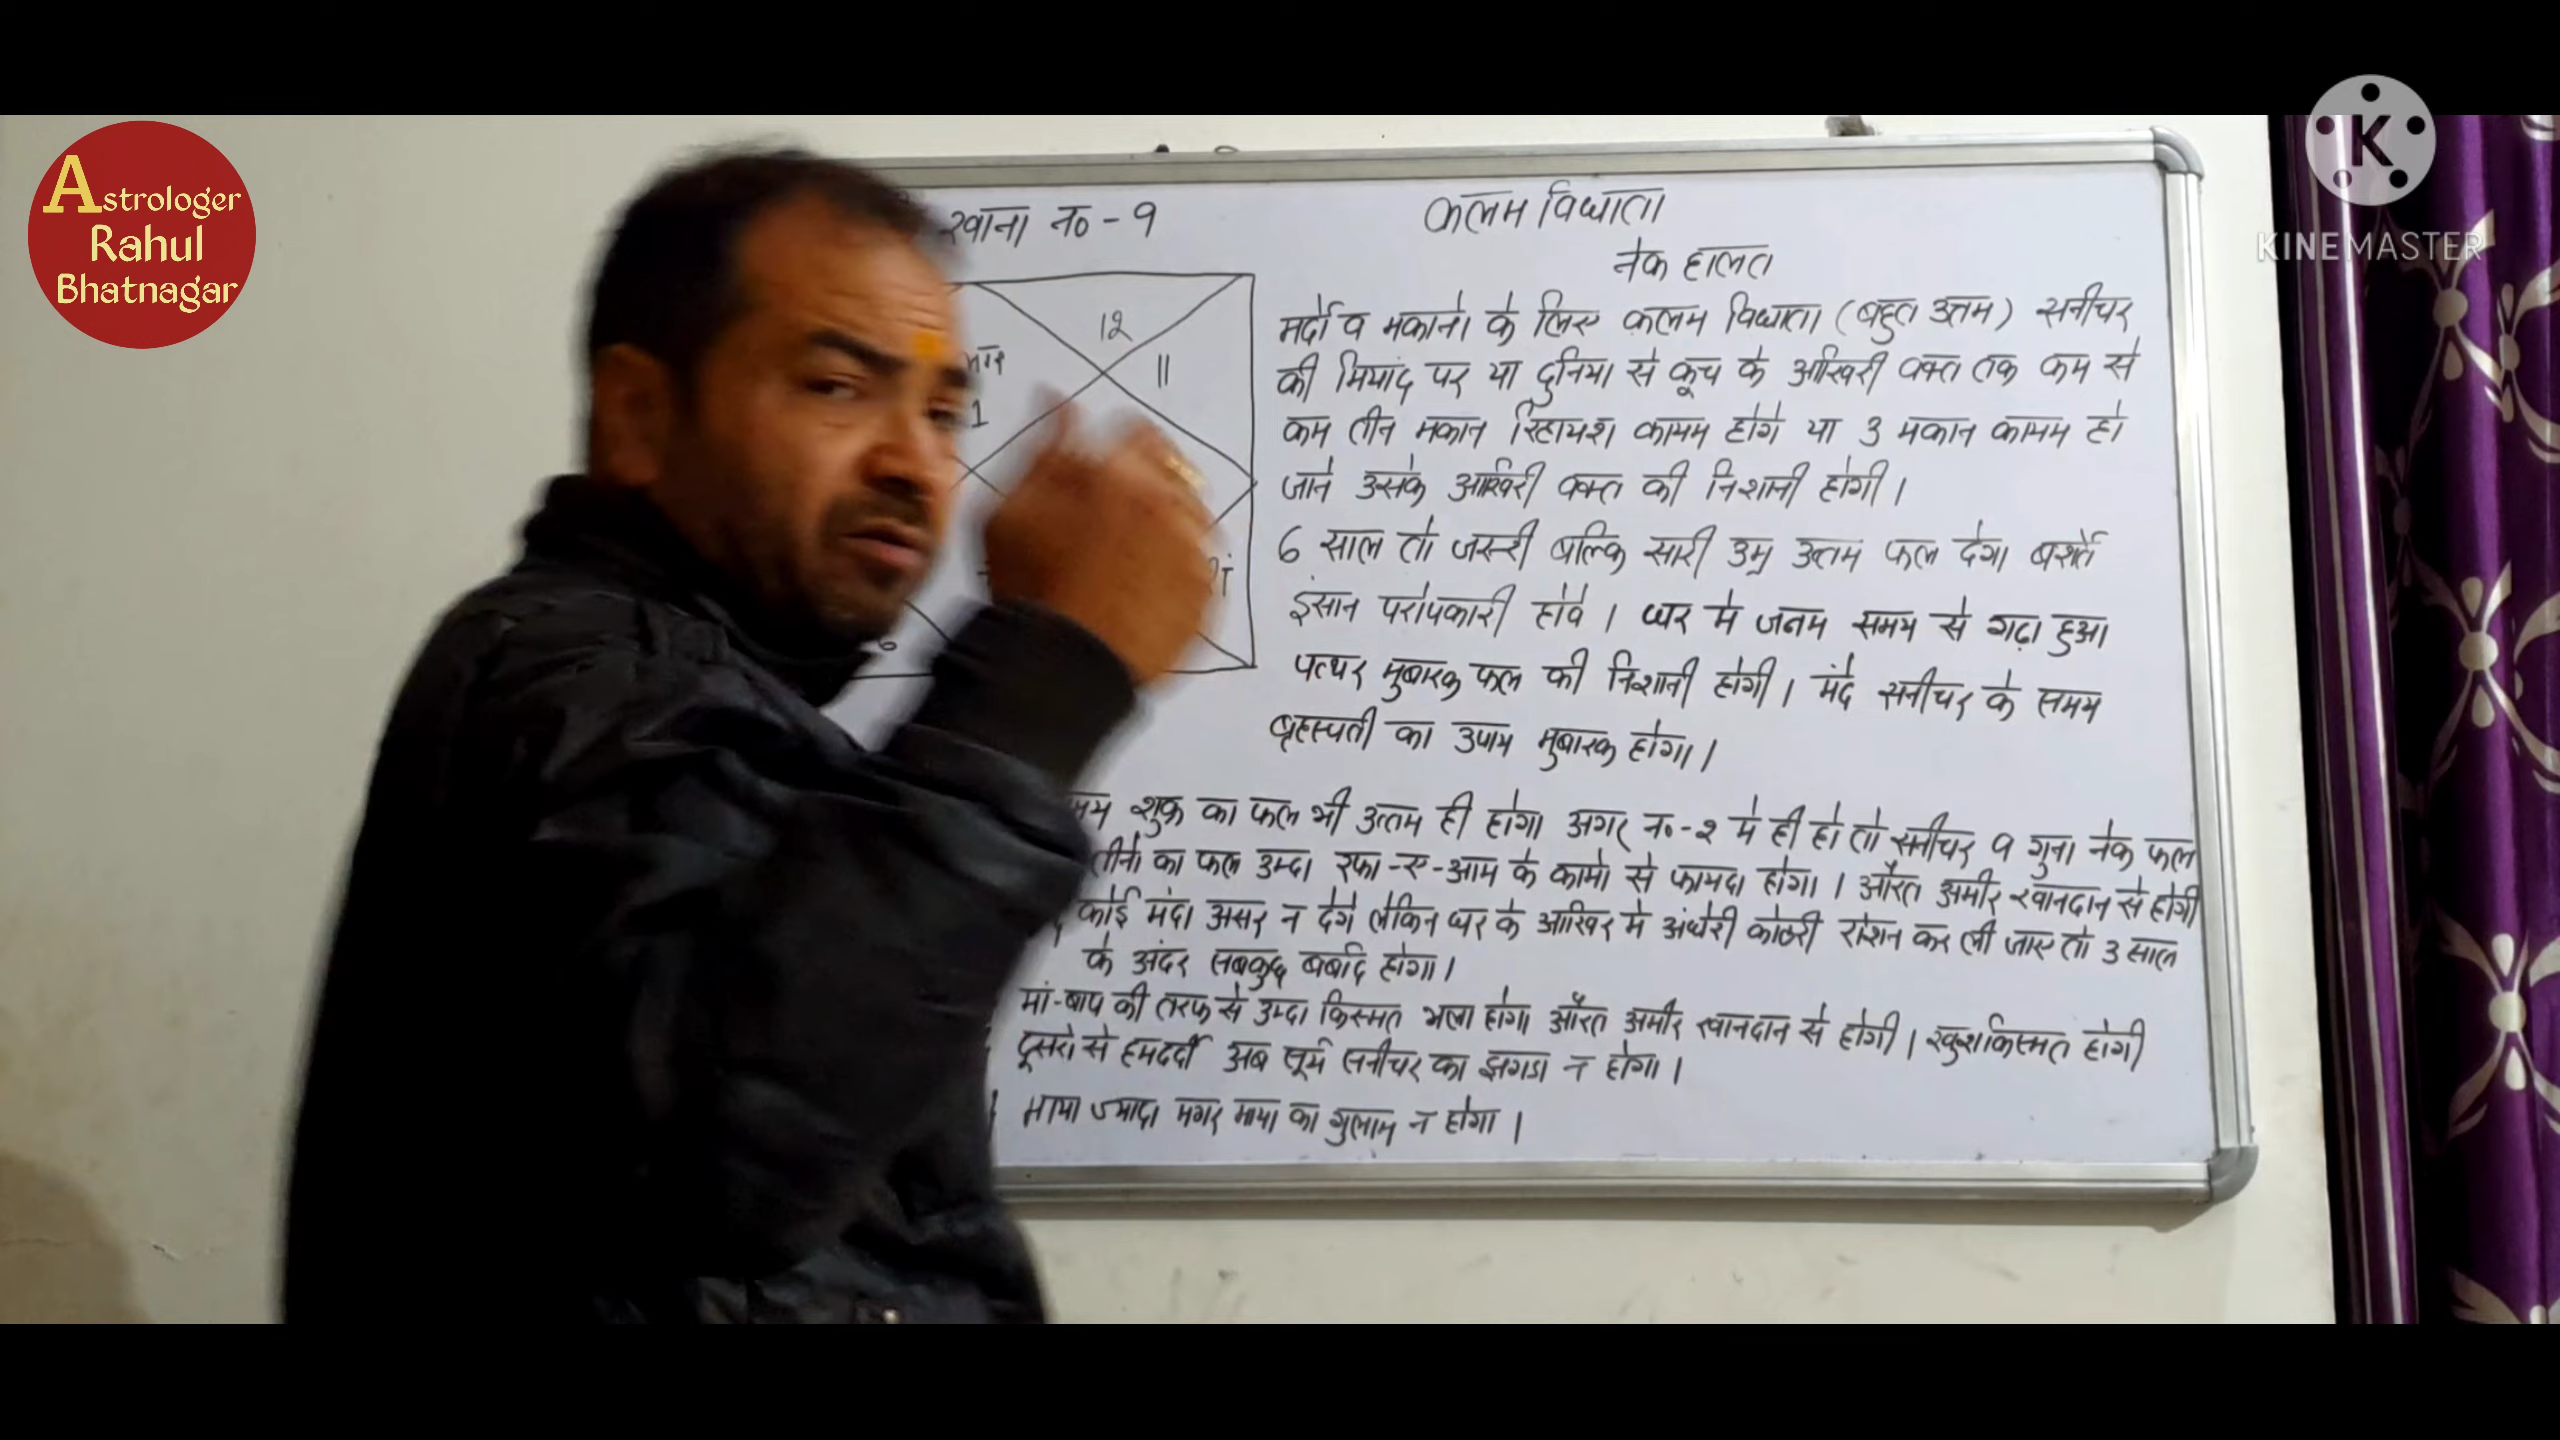 Astrologer
Rahul
Bhatnagar
KINEMASTER
खाना न० - 9
कलम विधाता
नेक हालत
12
11
1
6
मर्दो व मकानो के लिए कलम विधाता (बहुत उत्तम) सनीचर
की मियांद पर या दुनिया से कूच के आखिरी वक्त तक कम से
कम तीन मकान रिहायश कायम होगे या 3 मकान कायम हो
जाने उसके आखिरी वक्त की निशानी होगी।
6 साल तो जरूरी बल्कि सारी उम्र उत्तम फल देगा बशर्ते
इंसान परोपकारी होवे। घर मे जनम समय से गढ़ा हुआ
पत्थर मुबारक फल की निशानी होगी। मंदे सनीचर के समय
बृहस्पती का उपाय मुबारक होगा।
शुक्र का फल भी उत्तम ही होगा अगर न०-२ मे ही हो तो सनीचर 9 गुना नेक फल
तीनो का फल उम्दा रफा-ए-आम के कामो से फायदा होगा। औरत अमीर खानदान से होगी
कोई मंदा असर न देगे लेकिन घर के आखिर मे अंधेरी कोठरी रोशन कर ली जाए तो 3 साल
के अंदर सबकुछ बर्बाद होगा।
मां-बाप की तरफ से उम्दा किस्मत भला होगा औरत अमीर खानदान से होगी। खुशकिस्मत होगी
दूसरो से हमदर्दी अब सूर्य सनीचर का झगडा न होगा।
माया ज्यादा मगर माया का गुलाम न होगा।